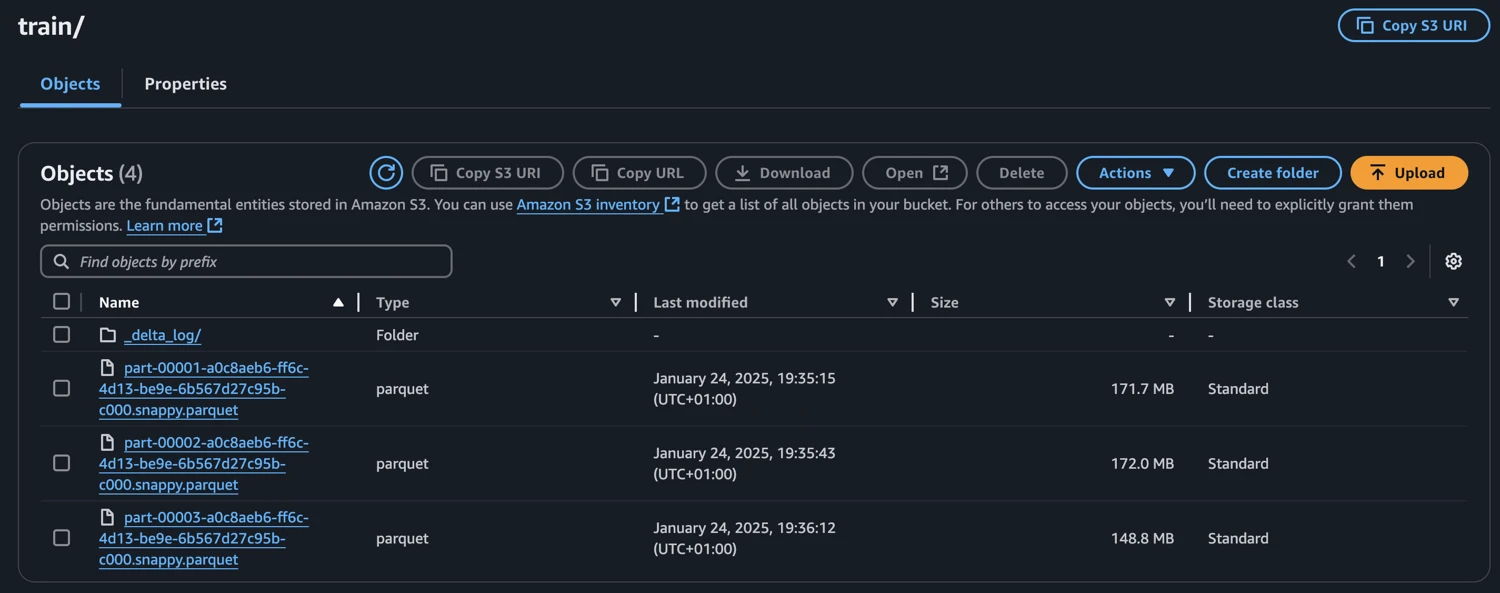 train/
Copy S3 URI
Objects
Properties
Objects (4)
Copy S3 URI
Copy URL
Download
Open
Delete
Actions
Create folder
Upload
Objects are the fundamental entities stored in Amazon S3. You can use Amazon S3 inventory to get a list of all objects in your bucket. For others to access your objects, you'll need to explicitly grant them
permissions. Learn more
Find objects by prefix
1
Name
Type
Last modified
Size
Storage class
_delta_log/
Folder
-
-
-
part-00001-a0c8aeb6-ff6c-
4d13-be9e-6b567d27c95b-
c000.snappy.parquet
parquet
January 24, 2025, 19:35:15
(UTC+01:00)
171.7 MB
Standard
part-00002-a0c8aeb6-ff6c-
4d13-be9e-6b567d27c95b-
c000.snappy.parquet
parquet
January 24, 2025, 19:35:43
(UTC+01:00)
172.0 MB
Standard
part-00003-a0c8aeb6-ff6c-
4d13-be9e-6b567d27c95b-
c000.snappy.parquet
parquet
January 24, 2025, 19:36:12
(UTC+01:00)
148.8 MB
Standard